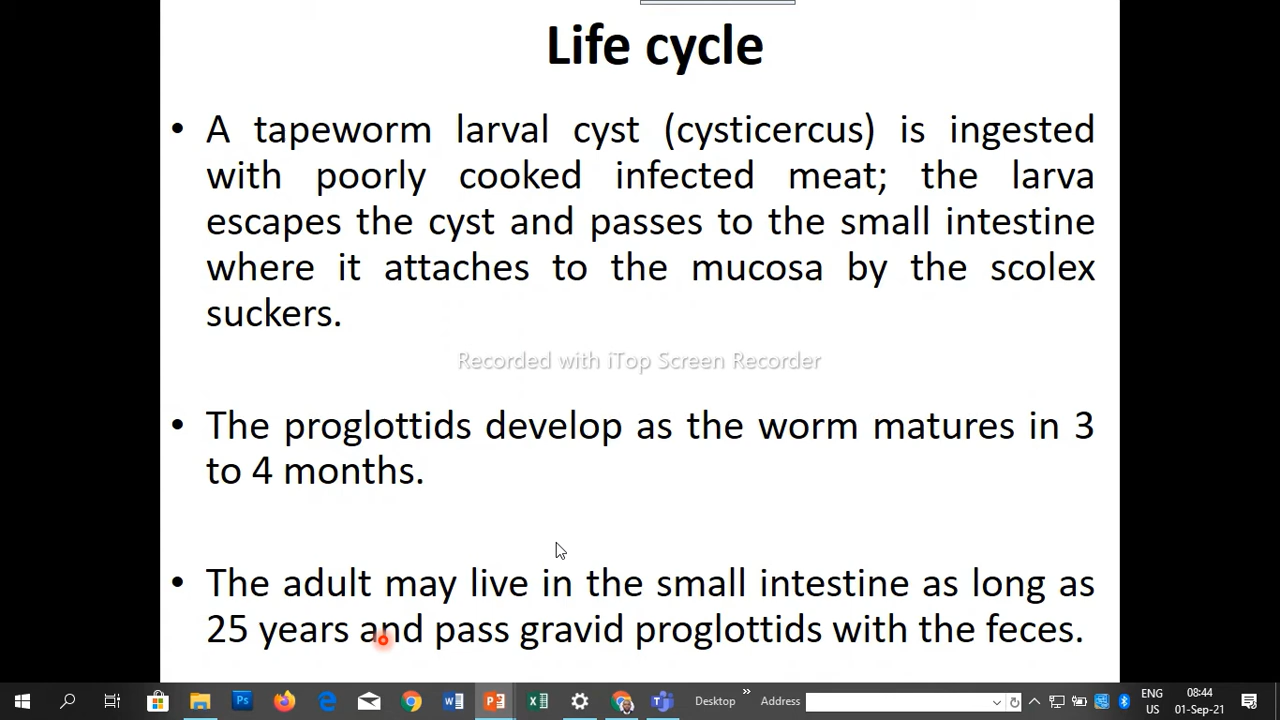 Life cycle
• A tapeworm larval cyst (cysticercus) is ingested
with poorly cooked infected meat; the larva
escapes the cyst and passes to the small intestine
where it attaches to the mucosa by the scolex
suckers.
Recorded with iTop Screen Recorder
• The proglottids develop as the worm matures in 3
to 4 months.
• The adult may live in the small intestine as long as
25 years and pass gravid proglottids with the feces.
Desktop
Address
ENG
US
08:44
01-Sep-21